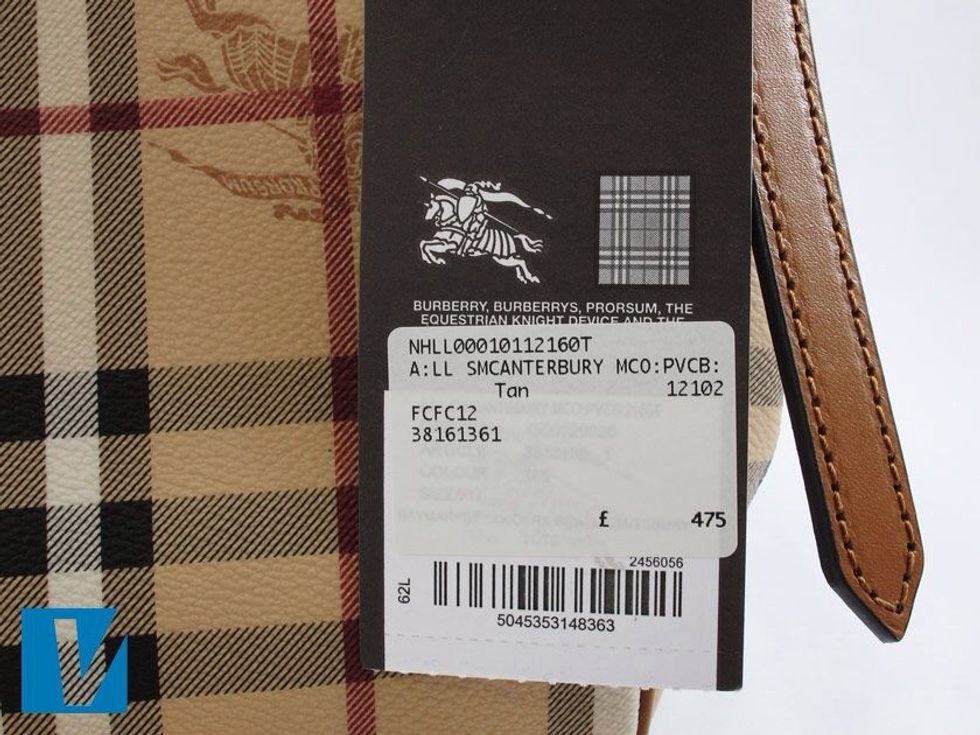 PRORSUM
BURBERRY, BURBERRYS, PRORSUM, THE
EQUESTRIAN KNIGHT DEVICE AND THE
NHLL00010112160T
A:LL SMCANTERBURY MCO:PVCB:
Tan 12102
FCFC12
38161361
£ 475
2456056
62L
5045353148363